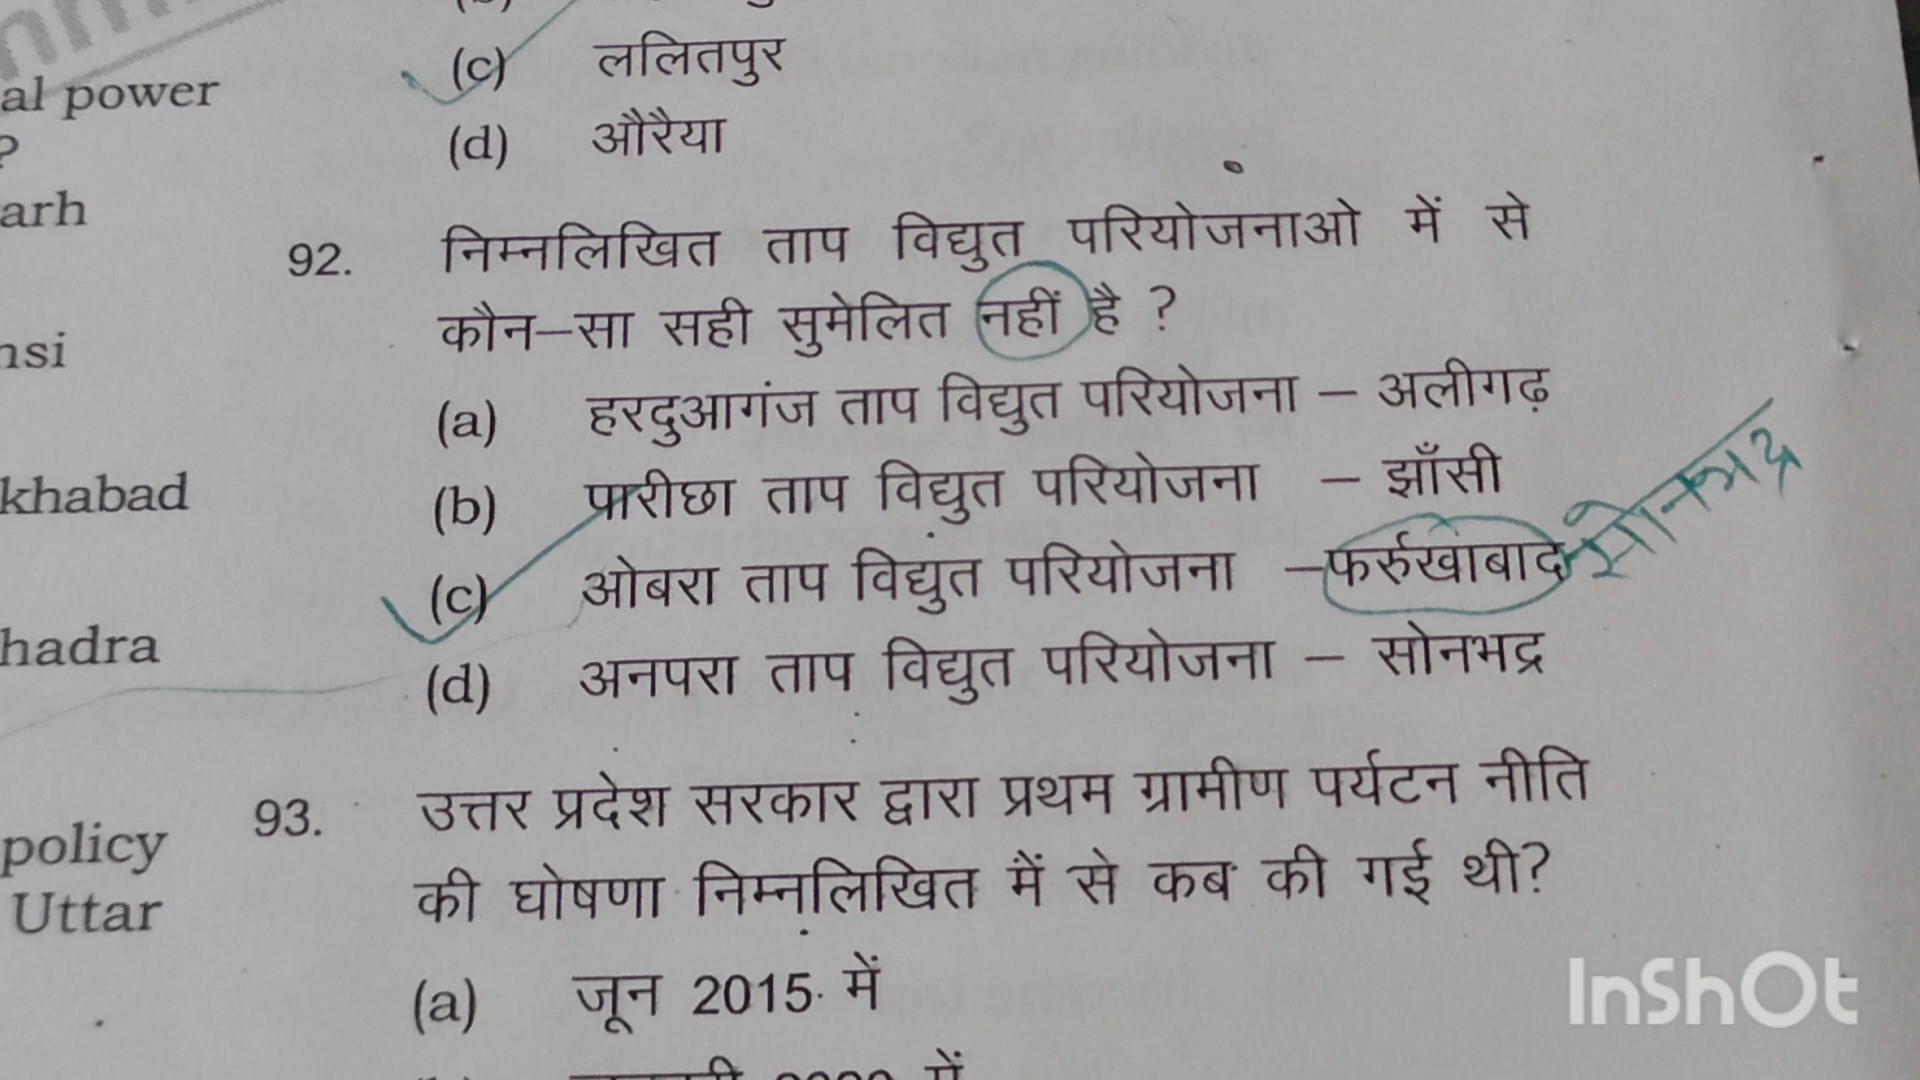 (c) ललितपुर
al power
(d) औरैया
?
arh
92. निम्नलिखित ताप विद्युत परियोजनाओ में से
कौन–सा सही सुमेलित नहीं है ?
nsi
(a) हरदुआगंज ताप विद्युत परियोजना – अलीगढ़
(b) पारीछा ताप विद्युत परियोजना – झाँसी
khabad
(c) ओबरा ताप विद्युत परियोजना –फर्रुखाबाद सोनभद्र
hadra
(d) अनपरा ताप विद्युत परियोजना – सोनभद्र
93. उत्तर प्रदेश सरकार द्वारा प्रथम ग्रामीण पर्यटन नीति
policy
की घोषणा निम्नलिखित मैं से कब की गई थी?
Uttar
(a) जून 2015 में
InShOt